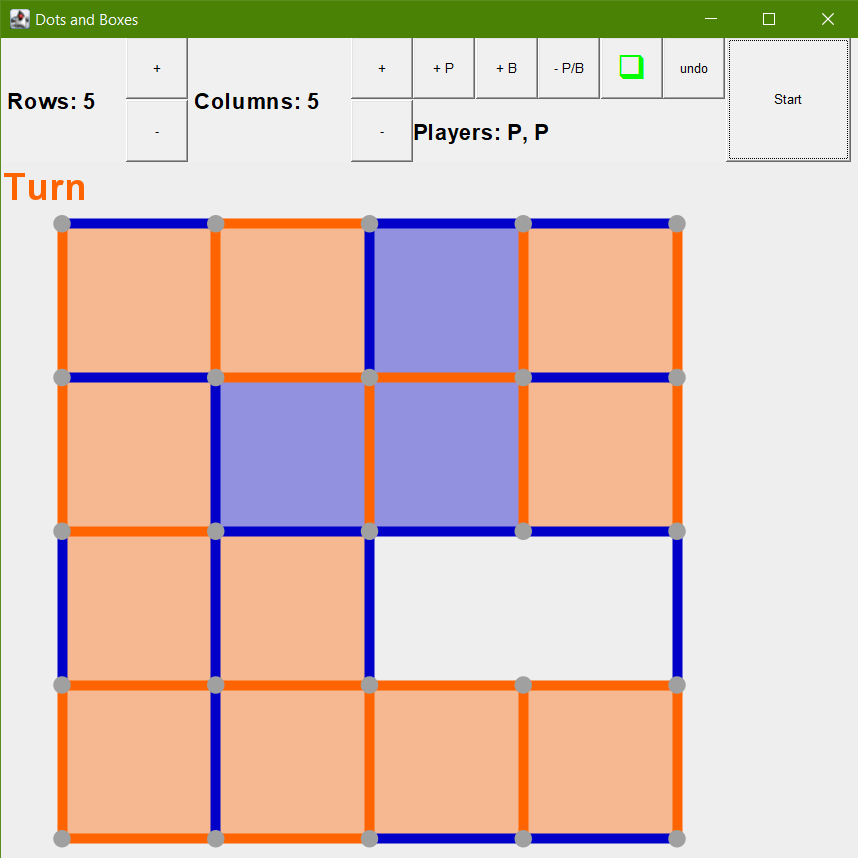 Dots and Boxes
Rows: 5
+
-
Columns: 5
+
-
+ P
+ B
- P/B
undo
Players: P, P
Start
Turn